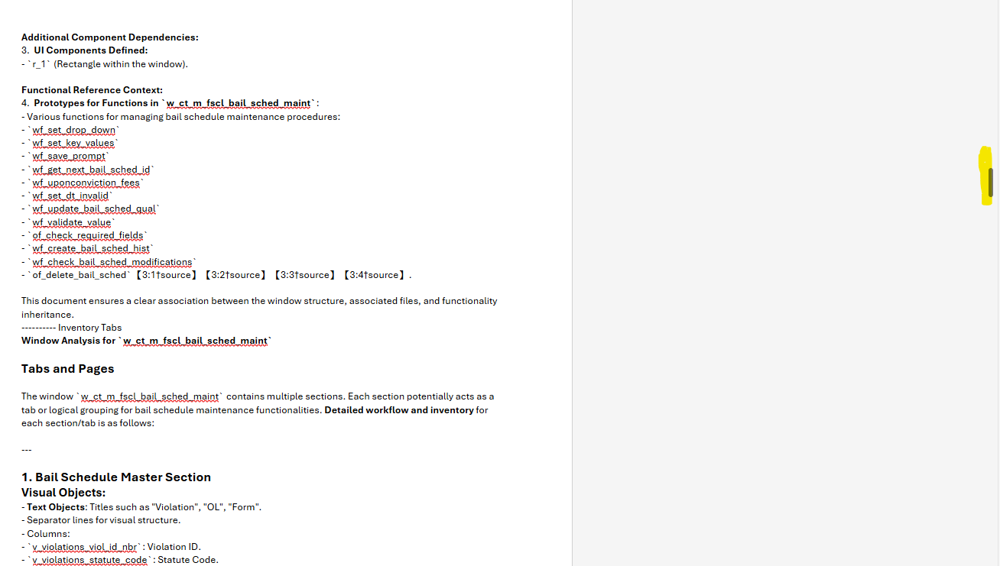 Additional Component Dependencies:
3. UI Components Defined:
- `r_1` (Rectangle within the window).
Functional Reference Context:
4. Prototypes for Functions in `w_ct_m_fscl_bail_sched_maint`:
- Various functions for managing bail schedule maintenance procedures:
- `wf_set_drop_down`
- `wf_set_key_values`
- `wf_save_prompt`
- `wf_get_next_bail_sched_id`
- `wf_uponconviction_fees`
- `wf_set_dt_invalid`
- `wf_update_bail_sched_qual`
- `wf_validate_value`
- `of_check_required_fields`
- `wf_create_bail_sched_hist`
- `wf_check_bail_sched_modifications`
- `of_delete_bail_sched`【3:1†source】【3:2†source】【3:3†source】【3:4†source】.
This document ensures a clear association between the window structure, associated files, and functionality
inheritance.
---------- Inventory Tabs
Window Analysis for `w_ct_m_fscl_bail_sched_maint`
Tabs and Pages
The window `w_ct_m_fscl_bail_sched_maint` contains multiple sections. Each section potentially acts as a
tab or logical grouping for bail schedule maintenance functionalities. Detailed workflow and inventory for
each section/tab is as follows:
---
1. Bail Schedule Master Section
Visual Objects:
- Text Objects: Titles such as "Violation", "OL", "Form".
- Separator lines for visual structure.
- Columns:
- `v_violations_viol_id_nbr`: Violation ID.
- `v_violations_statute_code`: Statute Code.